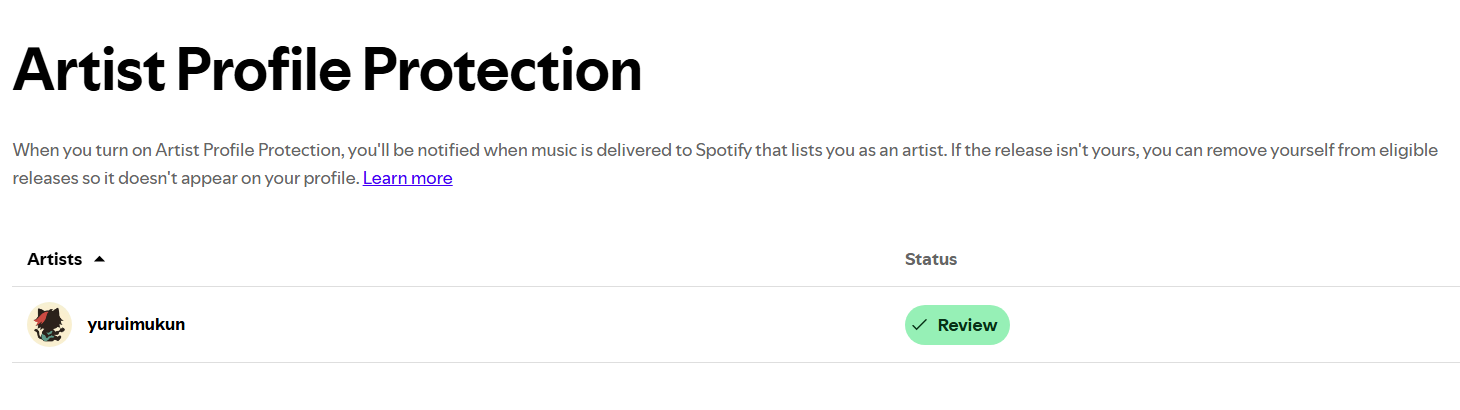 Artist Profile Protection
When you turn on Artist Profile Protection, you'll be notified when music is delivered to Spotify that lists you as an artist. If the release isn't yours, you can remove yourself from eligible
releases so it doesn't appear on your profile. Learn more
Artists
Status
yuruimukun
Review